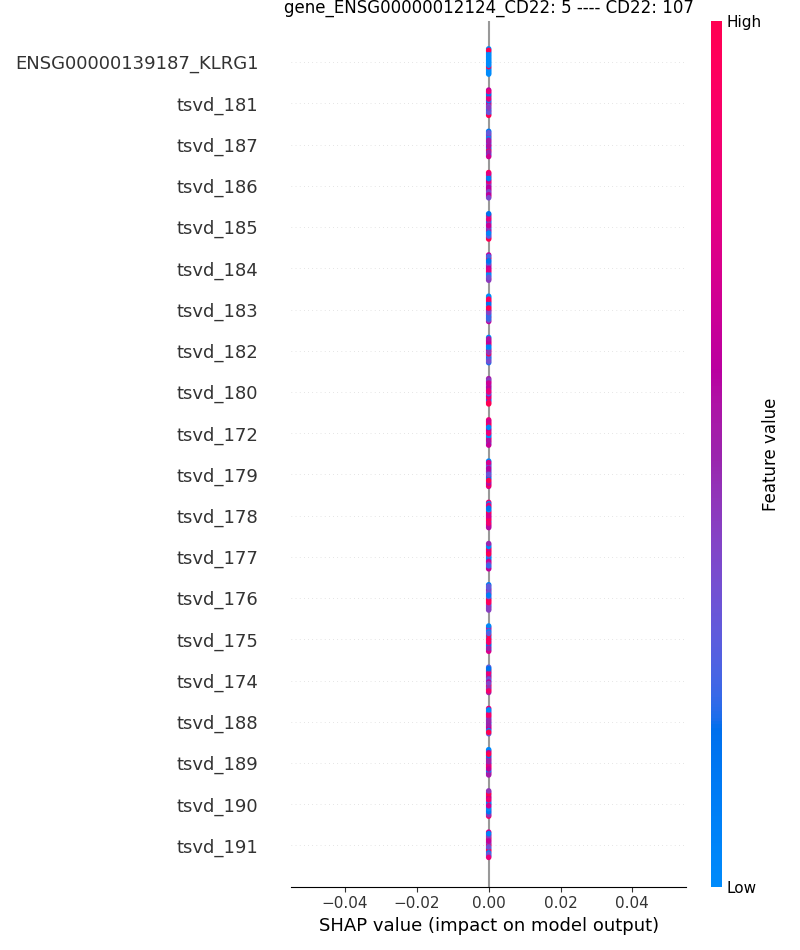 gene_ENSG00000012124_CD22: 5 ---- CD22: 107
High
ENSG00000139187_KLRG1
tsvd_181
tsvd_187
tsvd_186
tsvd_185
tsvd_184
tsvd_183
tsvd_182
tsvd_180
tsvd_172
tsvd_179
tsvd_178
tsvd_177
tsvd_176
tsvd_175
tsvd_174
tsvd_188
tsvd_189
tsvd_190
tsvd_191
Feature value
Low
−0.04 −0.02 0.00 0.02 0.04
SHAP value (impact on model output)